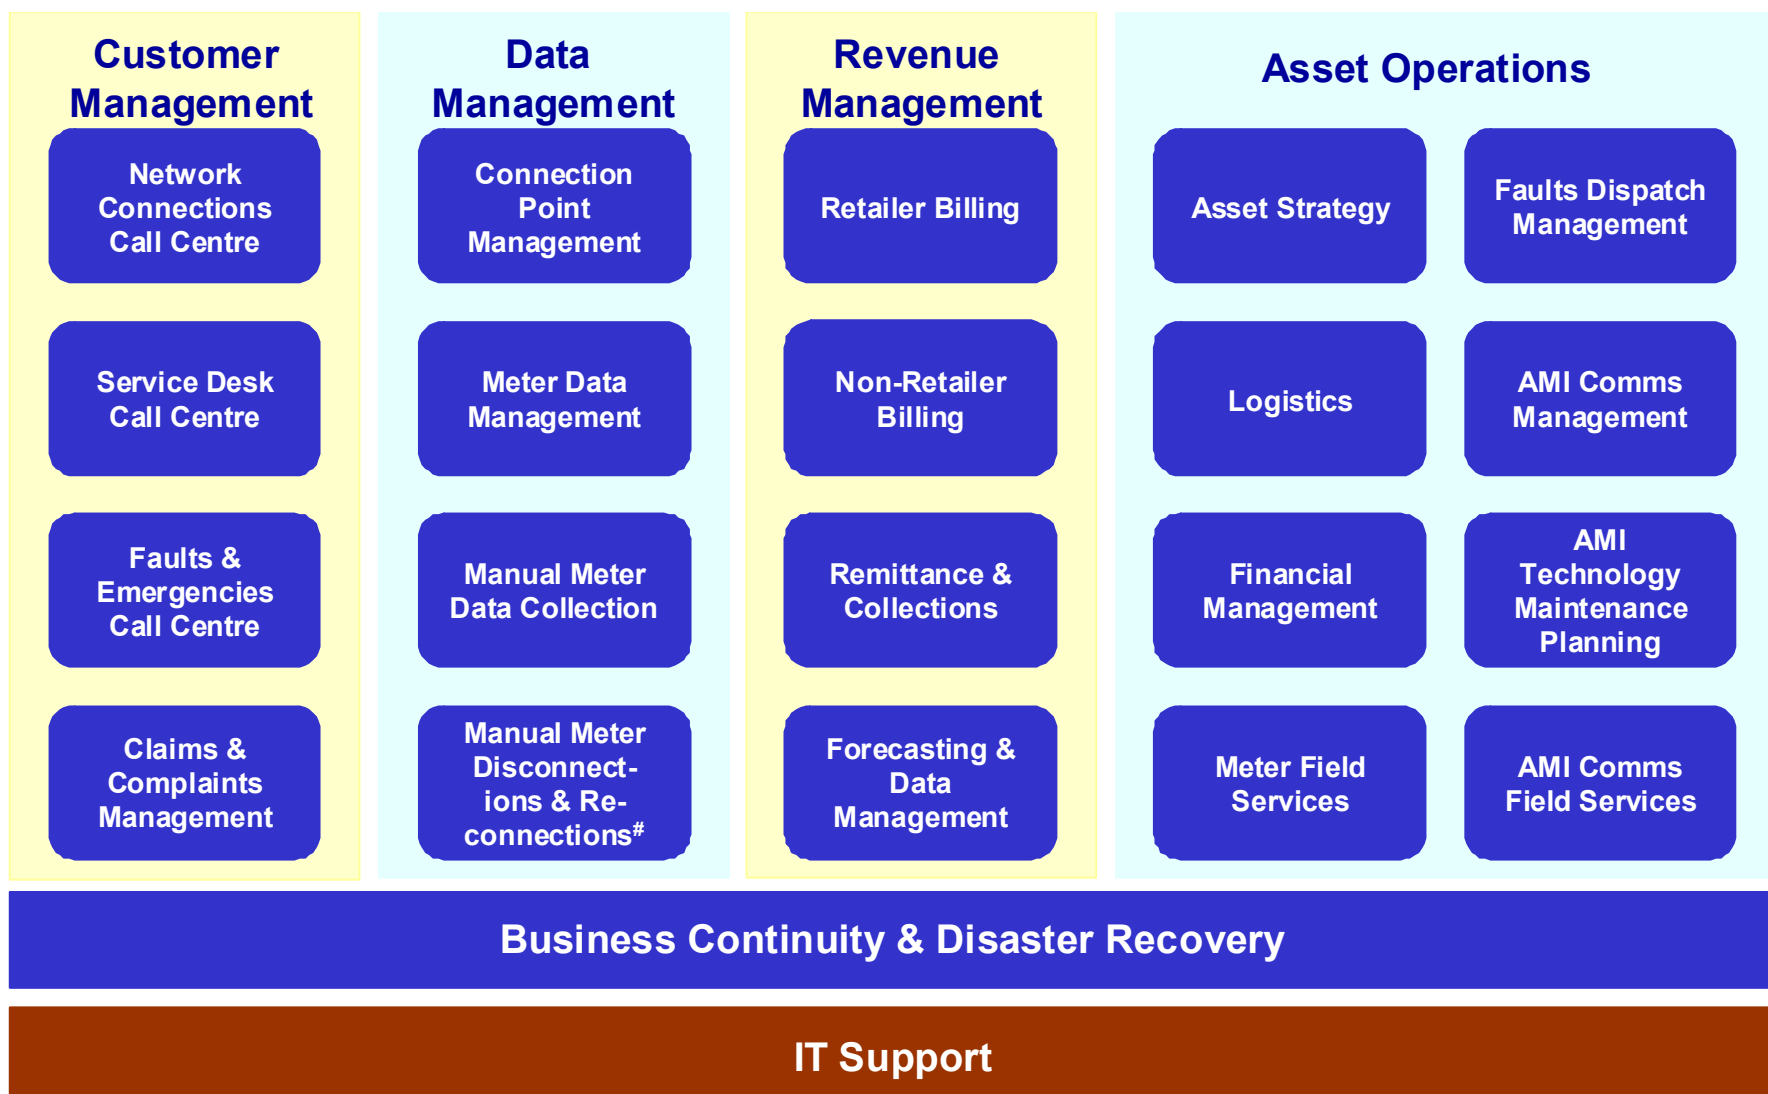 Customer
Management
Network
Connections
Call Centre
Service Desk
Call Centre
Faults &
Emergencies
Call Centre
Claims &
Complaints
Management
Data
Management
Connection
Point
Management
Meter Data
Management
Manual Meter
Data Collection
Manual Meter
Disconnect-
ions & Re-
connections#
Revenue
Management
Retailer Billing
Non-Retailer
Billing
Remittance &
Collections
Forecasting &
Data
Management
Asset Operations
Asset Strategy
Logistics
Financial
Management
Meter Field
Services
Faults Dispatch
Management
AMI Comms
Management
AMI
Technology
Maintenance
Planning
AMI Comms
Field Services
Business Continuity & Disaster Recovery
IT Support